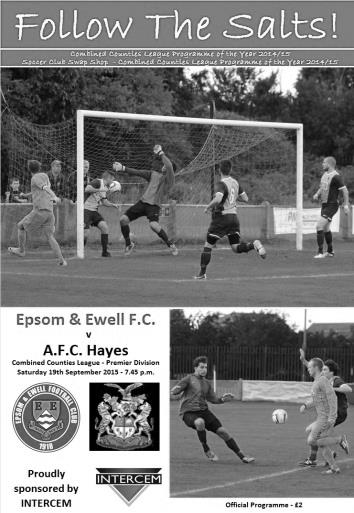 Follow The Salts!
Combined Counties League Programme of the Year 2014/15
Soccer Club Swap Shop - Combined Counties League Programme of the Year 2014/15
Epsom & Ewell F.C.
v
A.F.C. Hayes
Combined Counties League - Premier Division
Saturday 19th September 2015 - 7.45 p.m.
EPSOM & EWELL FOOTBALL CLUB
E E
1918
Proudly
sponsored by
INTERCEM
INTERCEM
Official Programme - £2